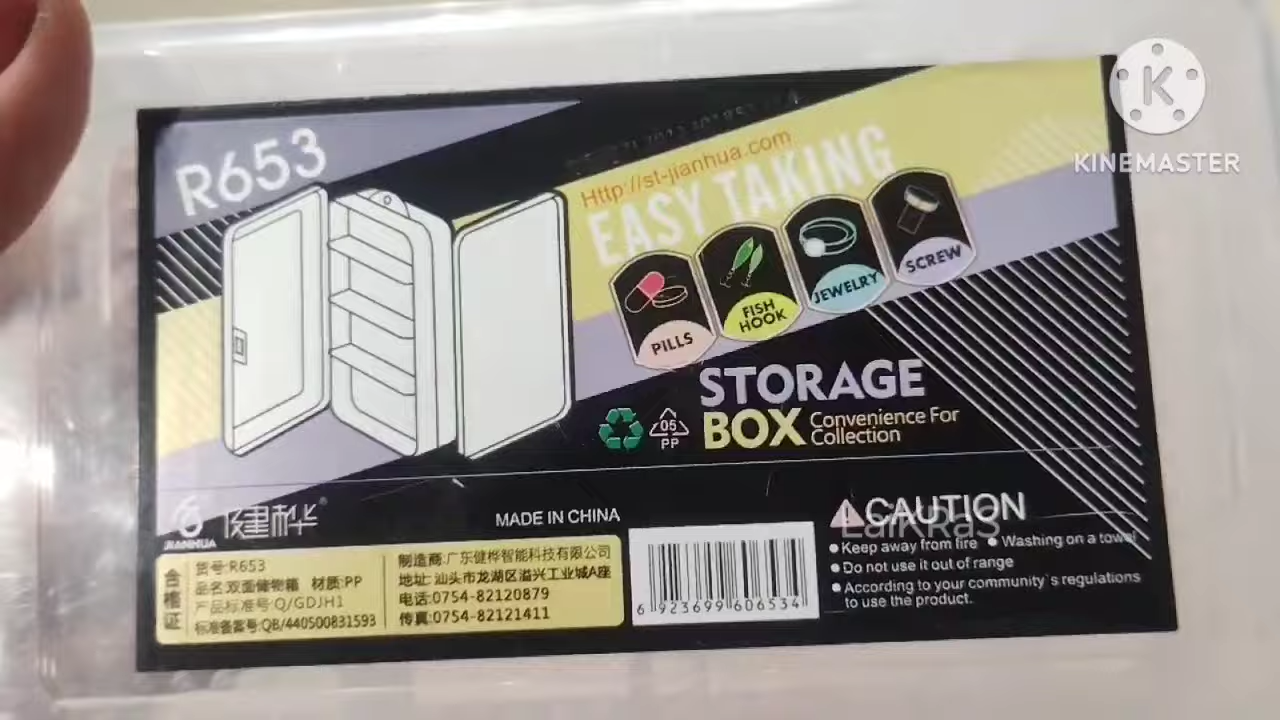 R653
Http://st-jianhua.com
EASY TAKING
PILLS
FISH
HOOK
JEWELRY
SCREW
STORAGE
BOX Convenience For
Collection
05
PP
JIANHUA
健桦®
MADE IN CHINA
合格证
货号:R653
品名:双面储物箱 材质:PP
产品标准号:Q/GDJH1
标准备案号:QB/440500831593
制造商:广东健桦智能科技有限公司
地址:汕头市龙湖区溢兴工业城A座
电话:0754-82120879
传真:0754-82121411
6 923699 606534
CAUTION
LaikRas
Keep away from fire ● Washing on a towel
● Do not use it out of range
● According to your community`s regulations
to use the product.
K
KINEMASTER